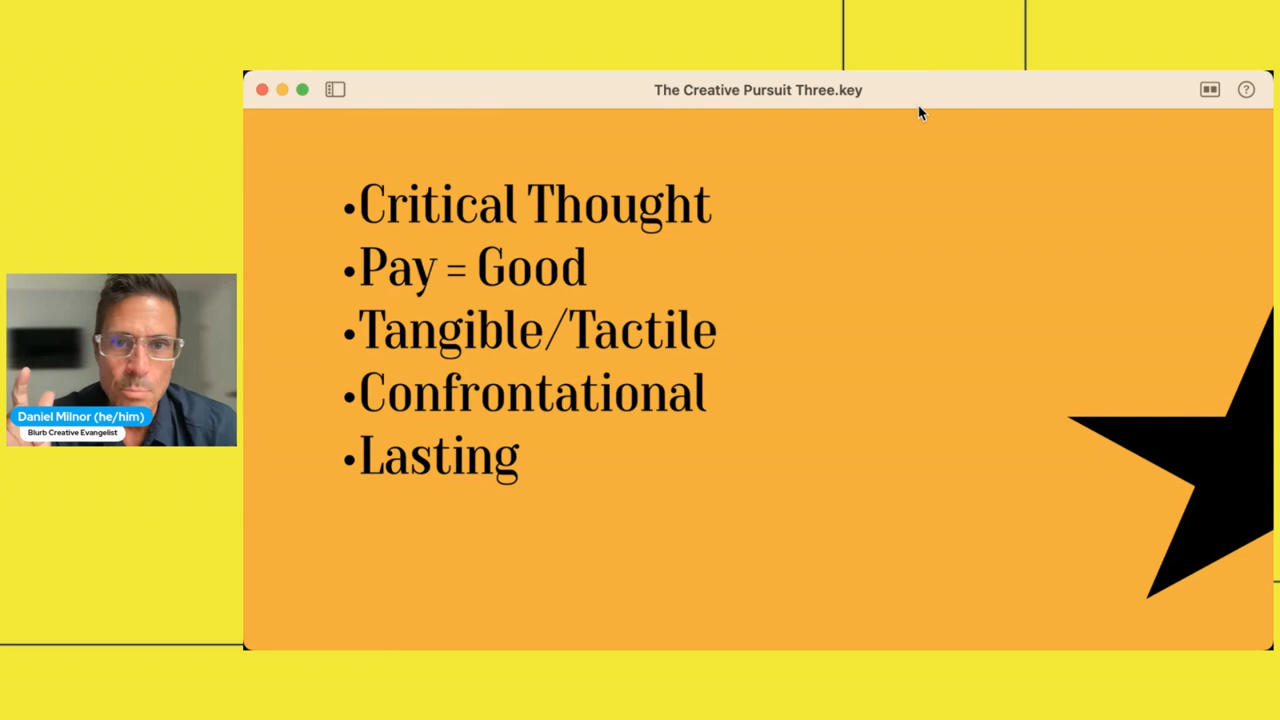 The Creative Pursuit Three.key
•Critical Thought
•Pay = Good
•Tangible/Tactile
•Confrontational
•Lasting
Daniel Milnor (he/him)
Blurb Creative Evangelist